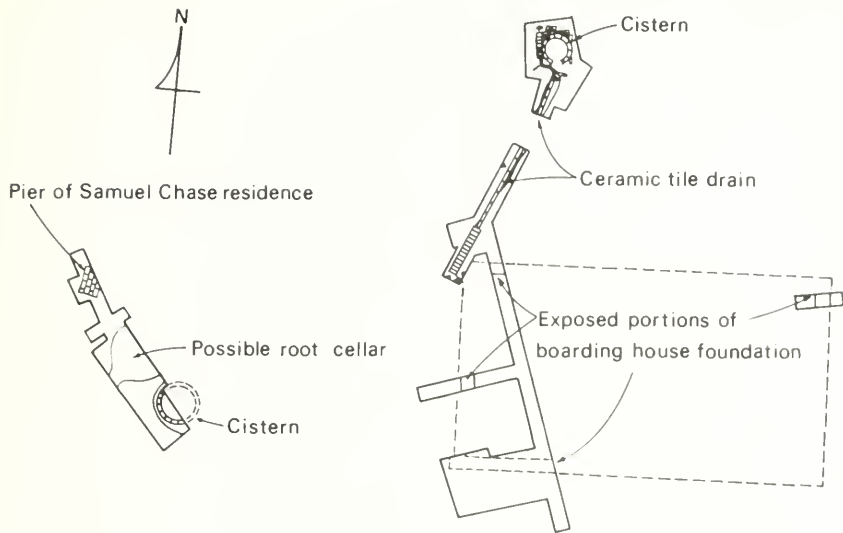 N
Cistern
Ceramic tile drain
Pier of Samuel Chase residence
Exposed portions of
boarding house foundation
Possible root cellar
Cistern